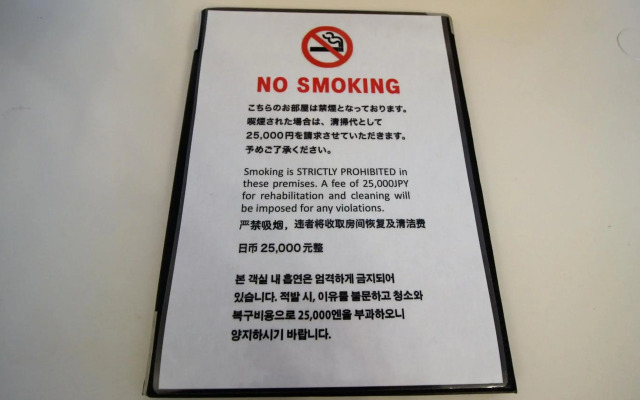 NO SMOKING
こちらのお部屋は禁煙となっております。
喫煙された場合は、清掃代として
25,000円を請求させていただきます。
予めご了承ください。
Smoking is STRICTLY PROHIBITED in
these premises. A fee of 25,000JPY
for rehabilitation and cleaning will
be imposed for any violations.
严禁吸烟，违者将收取房间恢复及清洁费
日币 25,000 元整
본 객실 내 흡연은 엄격하게 금지되어
있습니다. 적발 시, 이유를 불문하고 청소와
복구비용으로 25,000엔을 부과하오니
양지하시기 바랍니다.